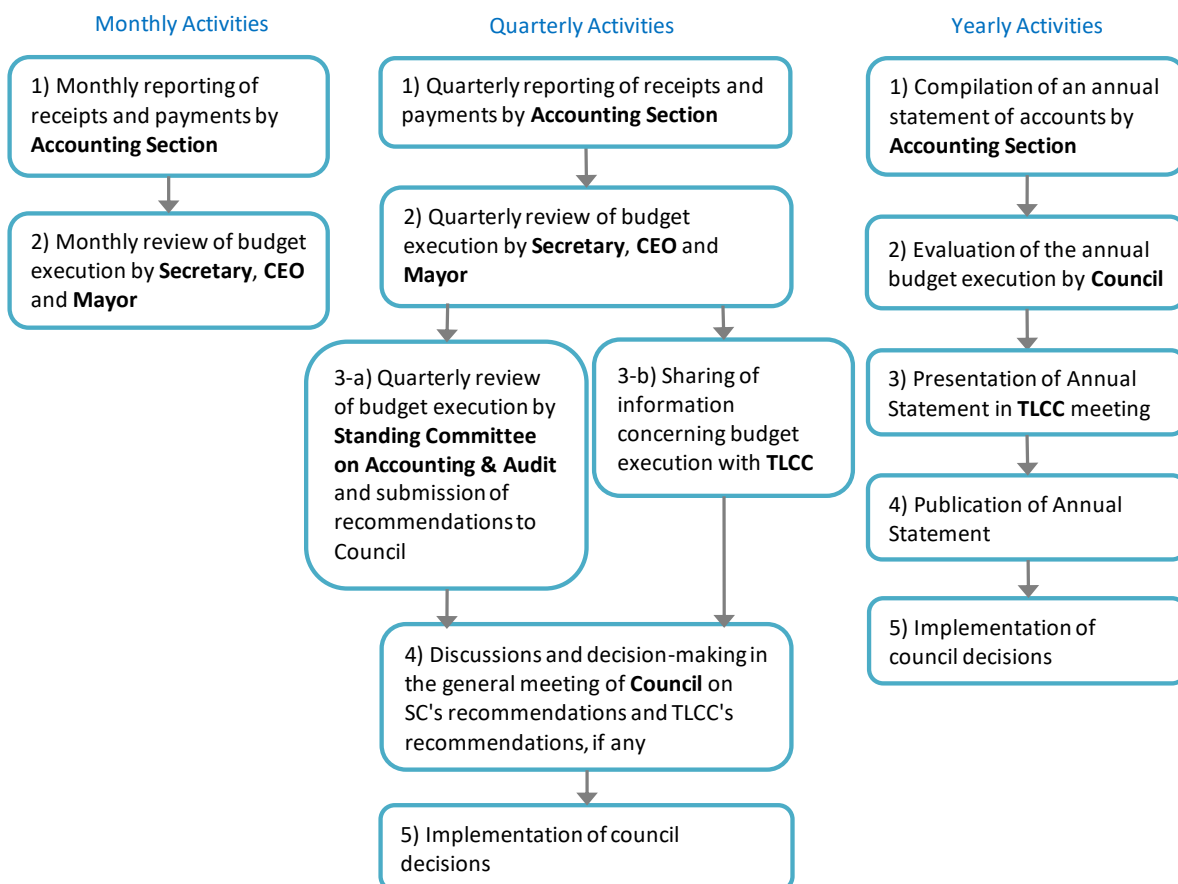 Monthly Activities
1) Monthly reporting of
receipts and payments by
Accounting Section
2) Monthly review of budget
execution by Secretary, CEO
and Mayor
Quarterly Activities
1) Quarterly reporting of receipts and
payments by Accounting Section
2) Quarterly review of budget
execution by Secretary, CEO and
Mayor
3-a) Quarterly review
of budget execution by
Standing Committee
on Accounting & Audit
and submission of
recommendations to
Council
3-b) Sharing of
information
concerning budget
execution with TLCC
4) Discussions and decision-making in
the general meeting of Council on
SC's recommendations and TLCC's
recommendations, if any
5) Implementation of council
decisions
Yearly Activities
1) Compilation of an annual
statement of accounts by
Accounting Section
2) Evaluation of the annual
budget execution by Council
3) Presentation of Annual
Statement in TLCC meeting
4) Publication of Annual
Statement
5) Implementation of
council decisions